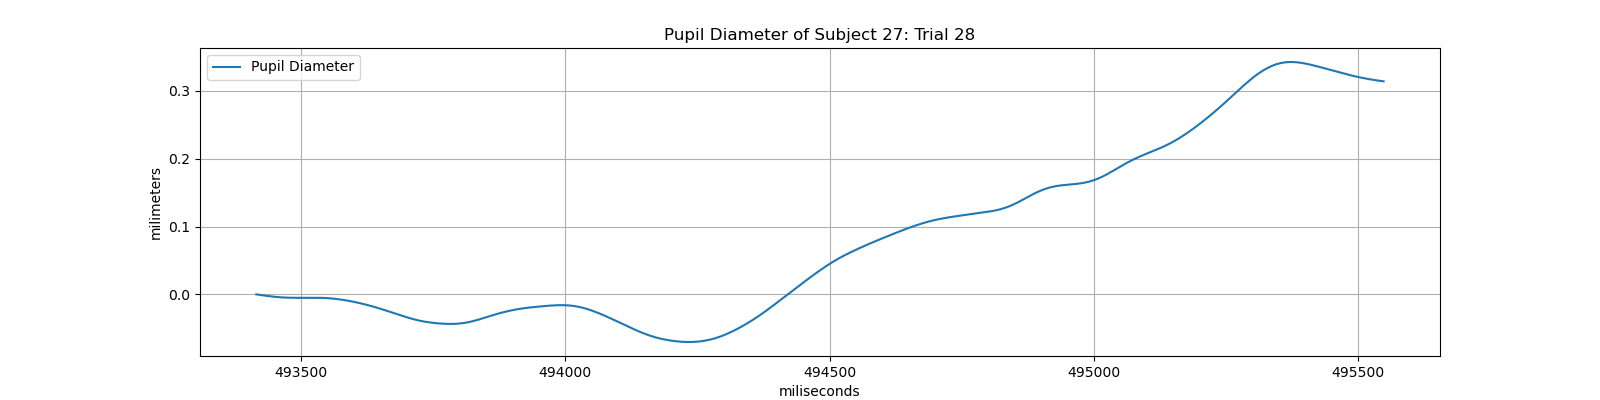 Pupil Diameter of Subject 27: Trial 28
Pupil Diameter
0.3
0.2
0.1
0.0
milimeters
493500 494000 494500 495000 495500
miliseconds